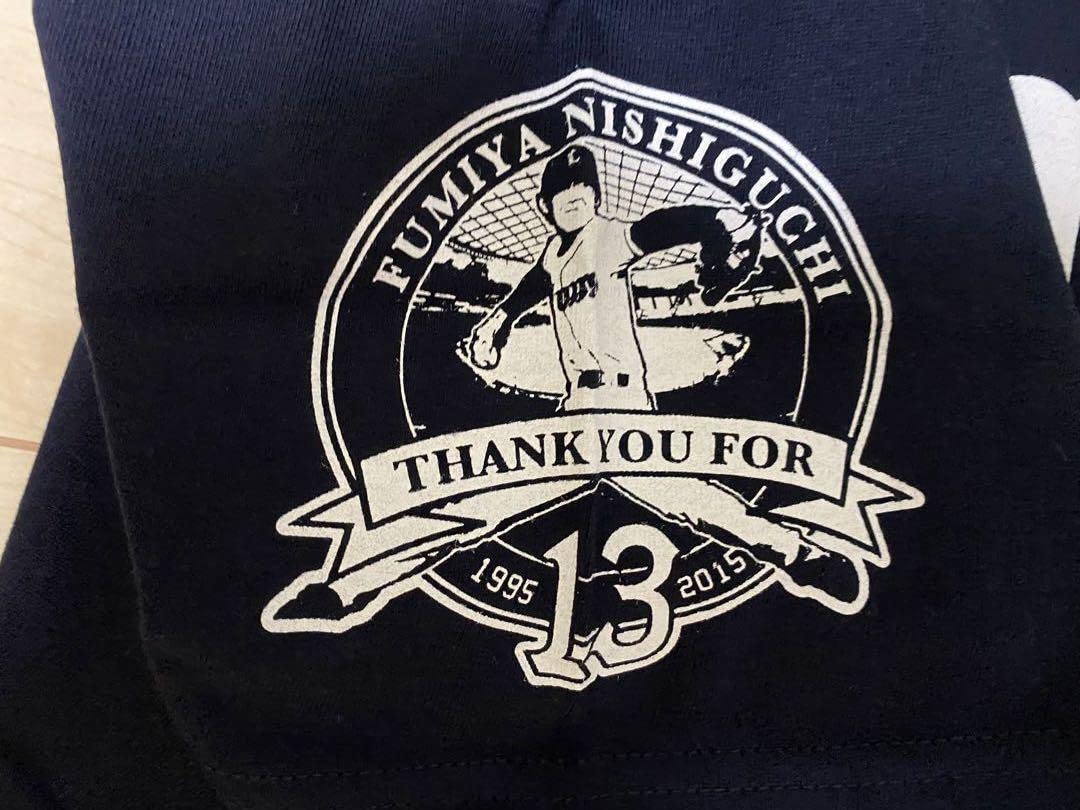 FUMIYA NISHIGUCHI
THANK YOU FOR
1995 13 2015